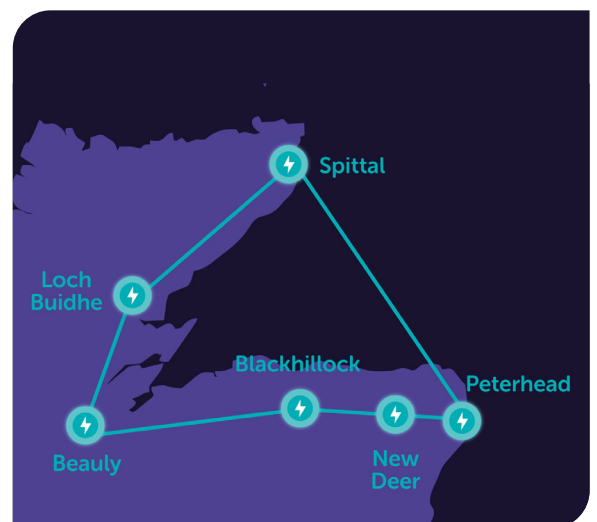 Spittal
Loch
Buidhe
Blackhillock
Peterhead
Beauly
New
Deer